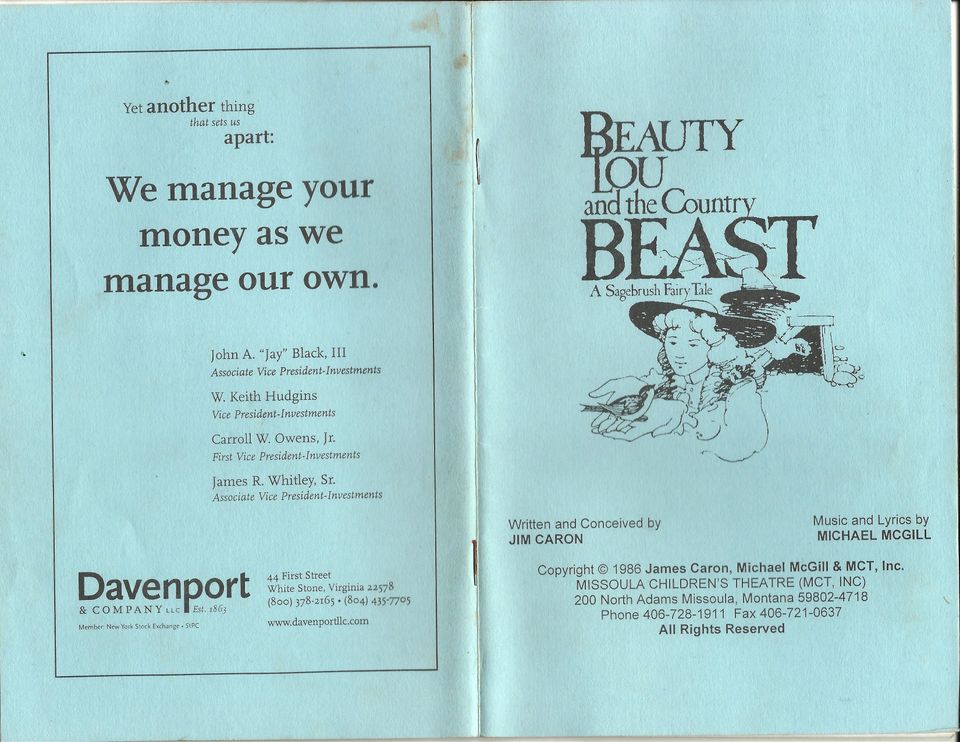 Yet another thing
that sets us
apart:
We manage your
money as we
manage our own.
John A. "Jay" Black, III
Associate Vice President-Investments
W. Keith Hudgins
Vice President-Investments
Carroll W. Owens, Jr.
First Vice President-Investments
James R. Whitley, Sr.
Associate Vice President-Investments
Davenport
& COMPANY LLC Est. 1863
Member: New York Stock Exchange • SIPC
44 First Street
White Stone, Virginia 22578
(800) 378-2165 • (804) 435-7705
www.davenportllc.com
BEAUTY
LOU
and the Country
BEAST
A Sagebrush Fairy Tale
Written and Conceived by
JIM CARON
Music and Lyrics by
MICHAEL MCGILL
Copyright © 1986 James Caron, Michael McGill & MCT, Inc.
MISSOULA CHILDREN'S THEATRE (MCT, INC)
200 North Adams Missoula, Montana 59802-4718
Phone 406-728-1911 Fax 406-721-0637
All Rights Reserved